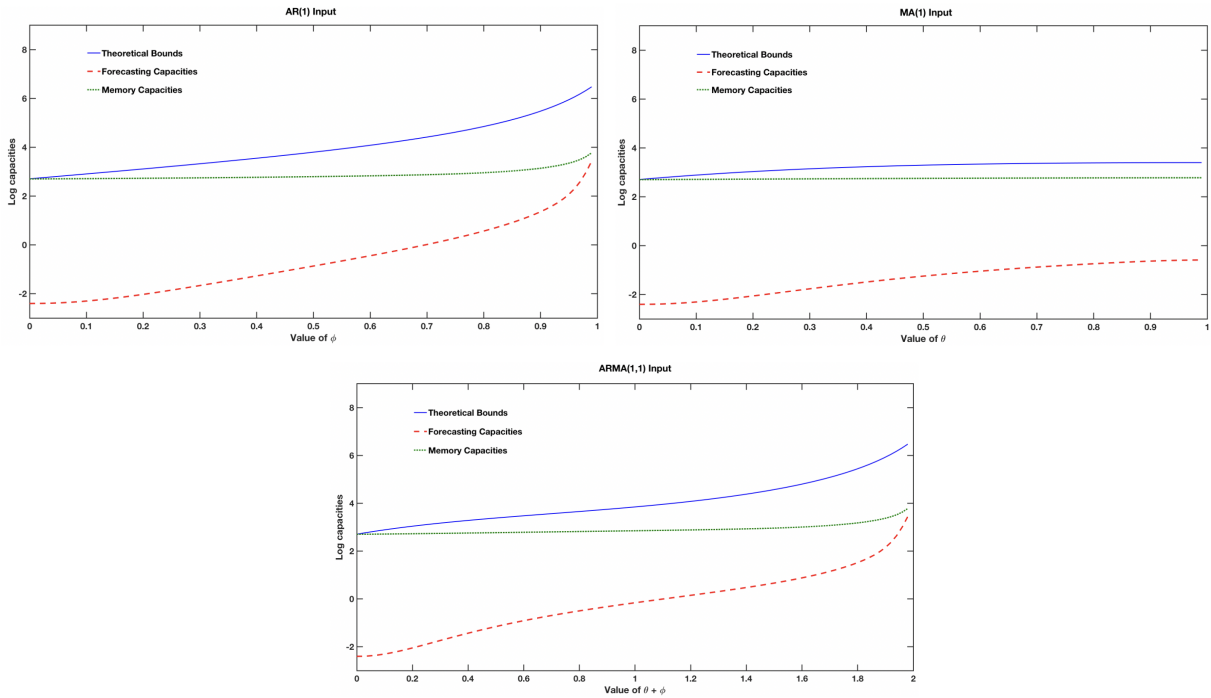 AR(1) Input
8
6
4
2
0
-2
Log capacities
Theoretical Bounds
Forecasting Capacities
Memory Capacities
0 0.1 0.2 0.3 0.4 0.5 0.6 0.7 0.8 0.9 1
Value of ϕ
MA(1) Input
8
6
4
2
0
-2
Log capacities
Theoretical Bounds
Forecasting Capacities
Memory Capacities
0 0.1 0.2 0.3 0.4 0.5 0.6 0.7 0.8 0.9 1
Value of θ
ARMA(1,1) Input
8
6
4
2
0
-2
Log capacities
Theoretical Bounds
Forecasting Capacities
Memory Capacities
0 0.2 0.4 0.6 0.8 1 1.2 1.4 1.6 1.8 2
Value of θ + ϕ